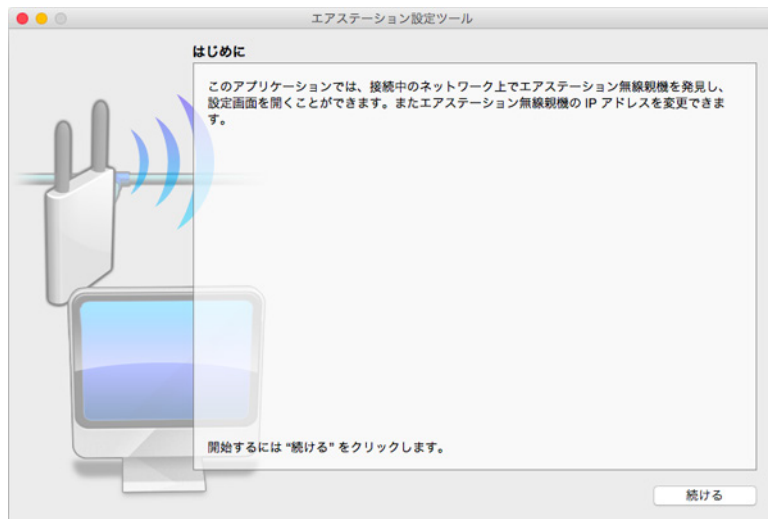 エアステーション設定ツール
はじめに
このアプリケーションでは、接続中のネットワーク上でエアステーション無線親機を発見し、
設定画面を開くことができます。またエアステーション無線親機の IP アドレスを変更できま
す。
開始するには “続ける” をクリックします。
続ける